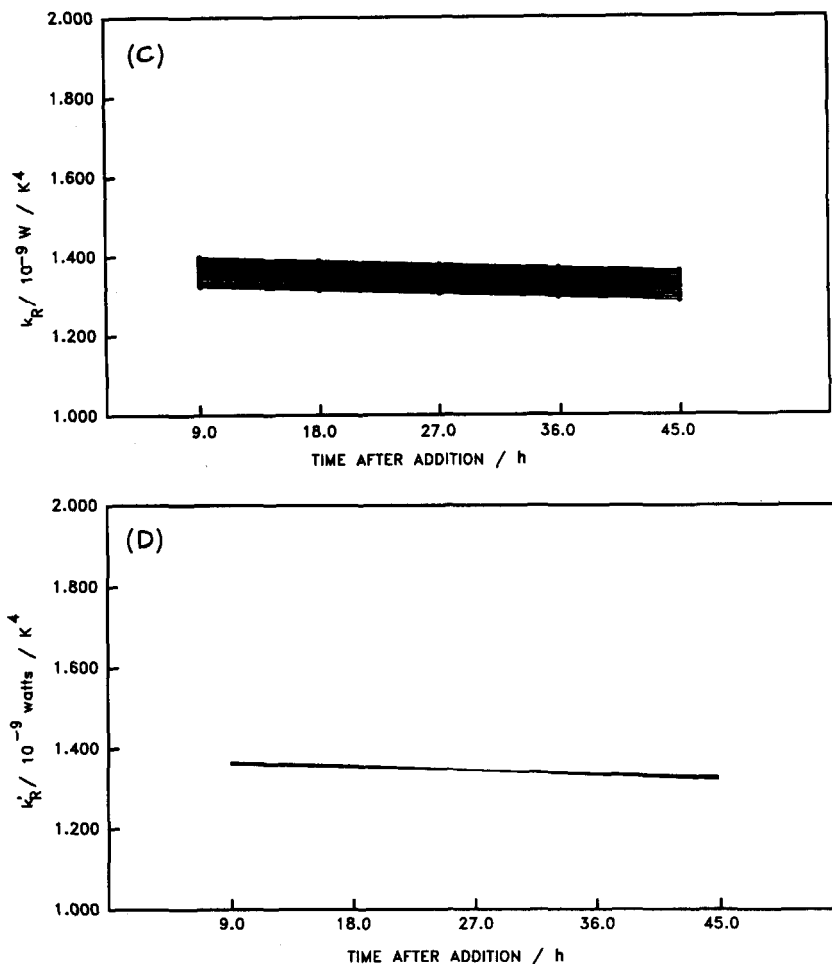 2.000
(C)
1.800
1.600
1.400
1.200
1.000
k_R / 10^-9 W / K^4
9.0 18.0 27.0 36.0 45.0
TIME AFTER ADDITION / h
2.000
(D)
1.800
1.600
1.400
1.200
1.000
k'_R / 10^-9 watts / K^4
9.0 18.0 27.0 36.0 45.0
TIME AFTER ADDITION / h